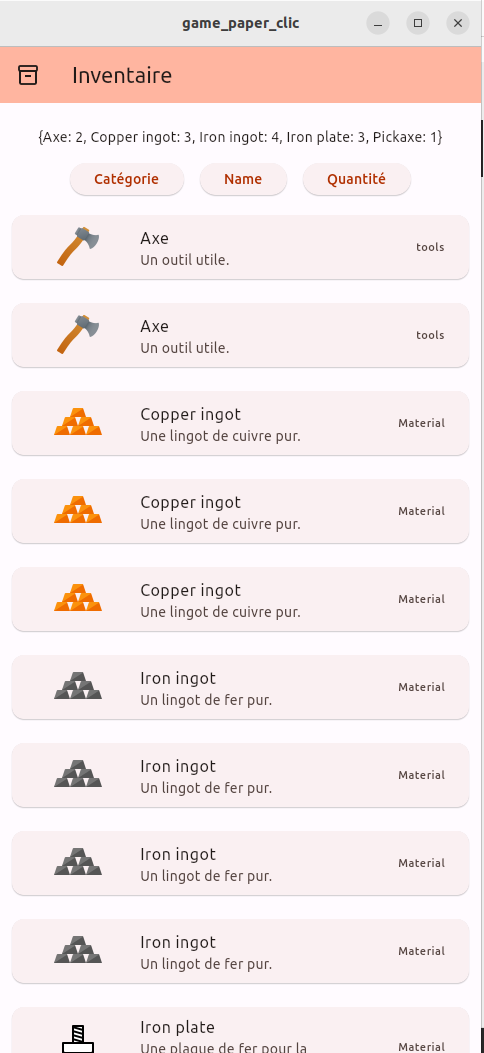 game_paper_clic
Inventaire
{Axe: 2, Copper ingot: 3, Iron ingot: 4, Iron plate: 3, Pickaxe: 1}
Catégorie Name Quantité
Axe
Un outil utile.
tools
Axe
Un outil utile.
tools
Copper ingot
Une lingot de cuivre pur.
Material
Copper ingot
Une lingot de cuivre pur.
Material
Copper ingot
Une lingot de cuivre pur.
Material
Iron ingot
Un lingot de fer pur.
Material
Iron ingot
Un lingot de fer pur.
Material
Iron ingot
Un lingot de fer pur.
Material
Iron ingot
Un lingot de fer pur.
Material
Iron plate
Une plaque de fer pour la
Material